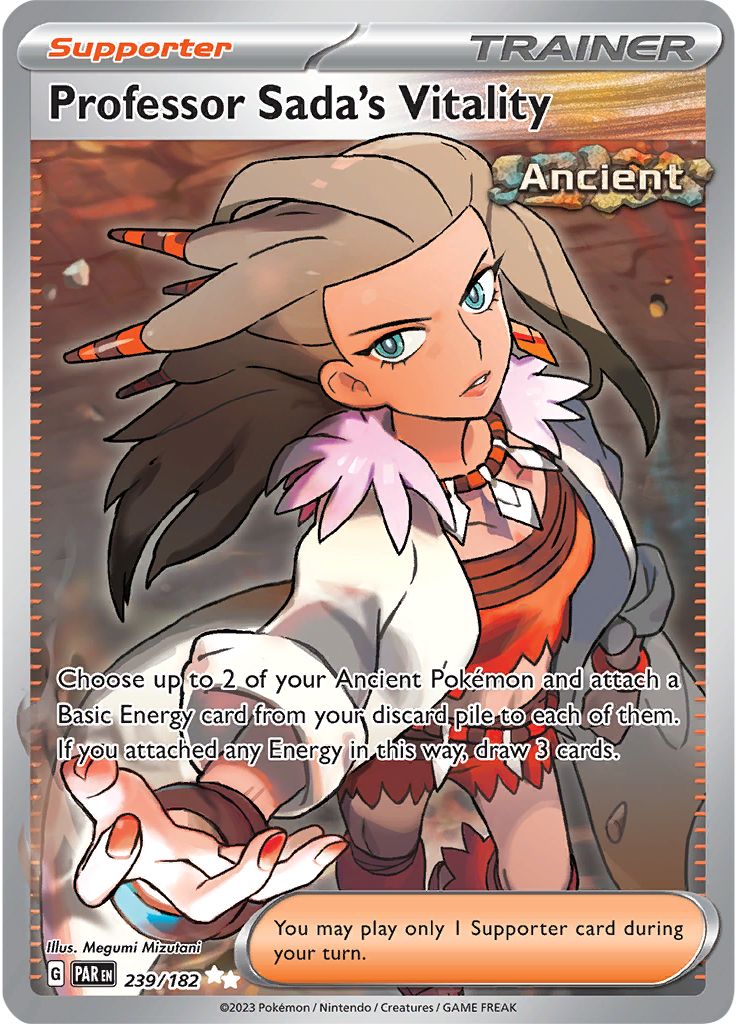 Supporter
TRAINER
Professor Sada's Vitality
Ancient
Choose up to 2 of your Ancient Pokémon and attach a
Basic Energy card from your discard pile to each of them.
If you attached any Energy in this way, draw 3 cards.
You may play only 1 Supporter card during
your turn.
Illus. Megumi Mizutani
G PAR EN 239/182
©2023 Pokémon / Nintendo / Creatures / GAME FREAK